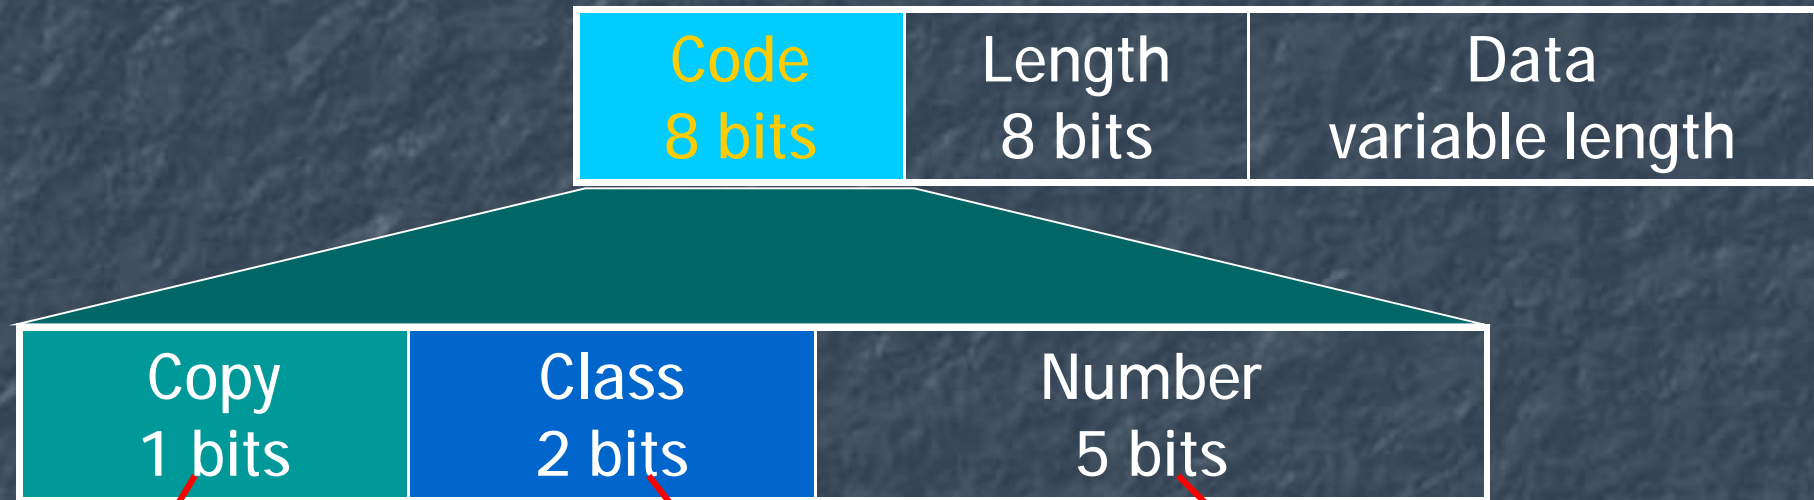 Code
8 bits
Length
8 bits
Data
variable length
Copy
1 bits
Class
2 bits
Number
5 bits